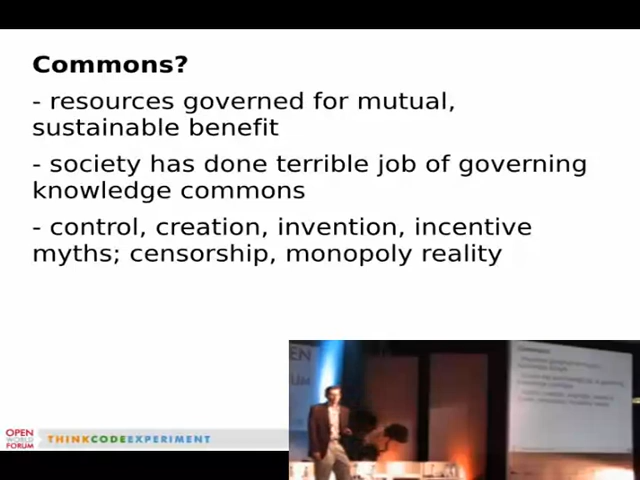 Commons?
- resources governed for mutual,
sustainable benefit
- society has done terrible job of governing
knowledge commons
- control, creation, invention, incentive
myths; censorship, monopoly reality
OPEN
WORLD
FORUM
THINKCODEEXPERIMENT